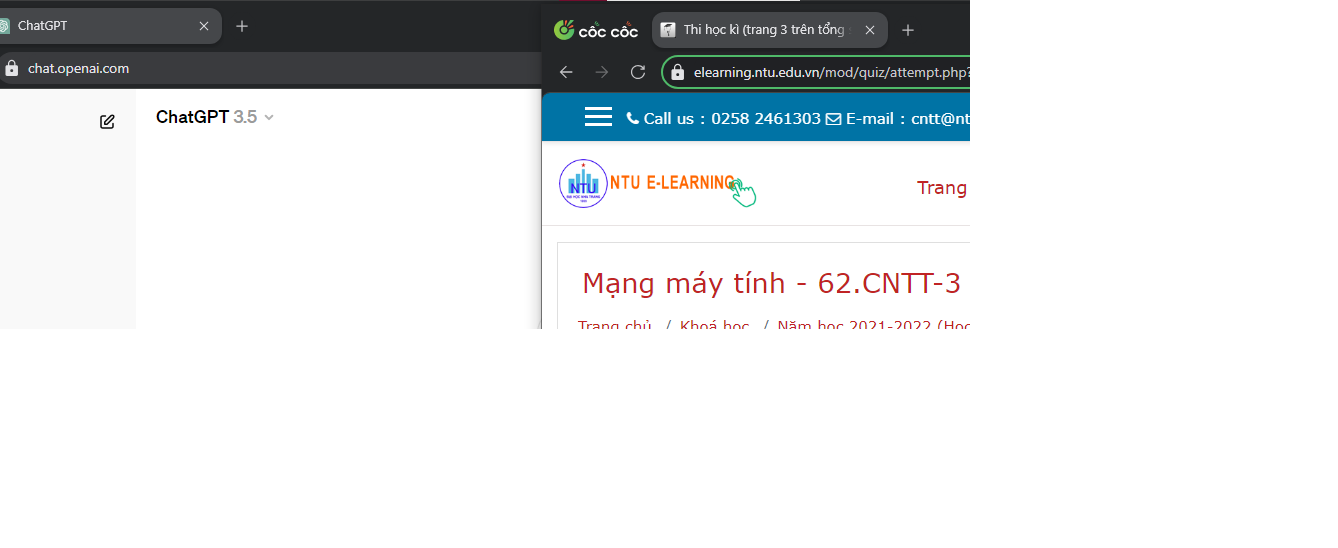 ChatGPT
chat.openai.com
ChatGPT 3.5
cốc cốc
Thi học kì (trang 3 trên tổng
elearning.ntu.edu.vn/mod/quiz/attempt.php?
Call us : 0258 2461303 E-mail : cntt@nt
NTU
NTU E-LEARNING
Trang
Mạng máy tính - 62.CNTT-3
Trang chủ / Khoá học / Năm học 2021-2022 (Học